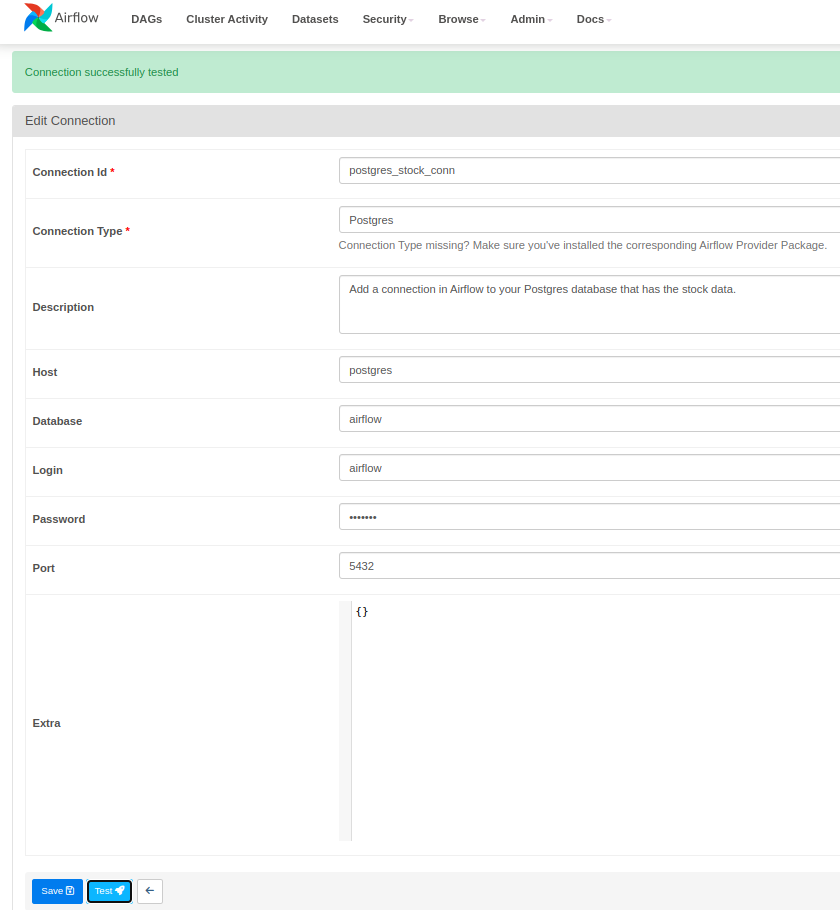 Airflow DAGs Cluster Activity Datasets Security Browse Admin Docs
Connection successfully tested
Edit Connection
Connection Id * postgres_stock_conn
Connection Type * Postgres
Connection Type missing? Make sure you've installed the corresponding Airflow Provider Package.
Description Add a connection in Airflow to your Postgres database that has the stock data.
Host postgres
Database airflow
Login airflow
Password •••••••
Port 5432
Extra {}
Save Test